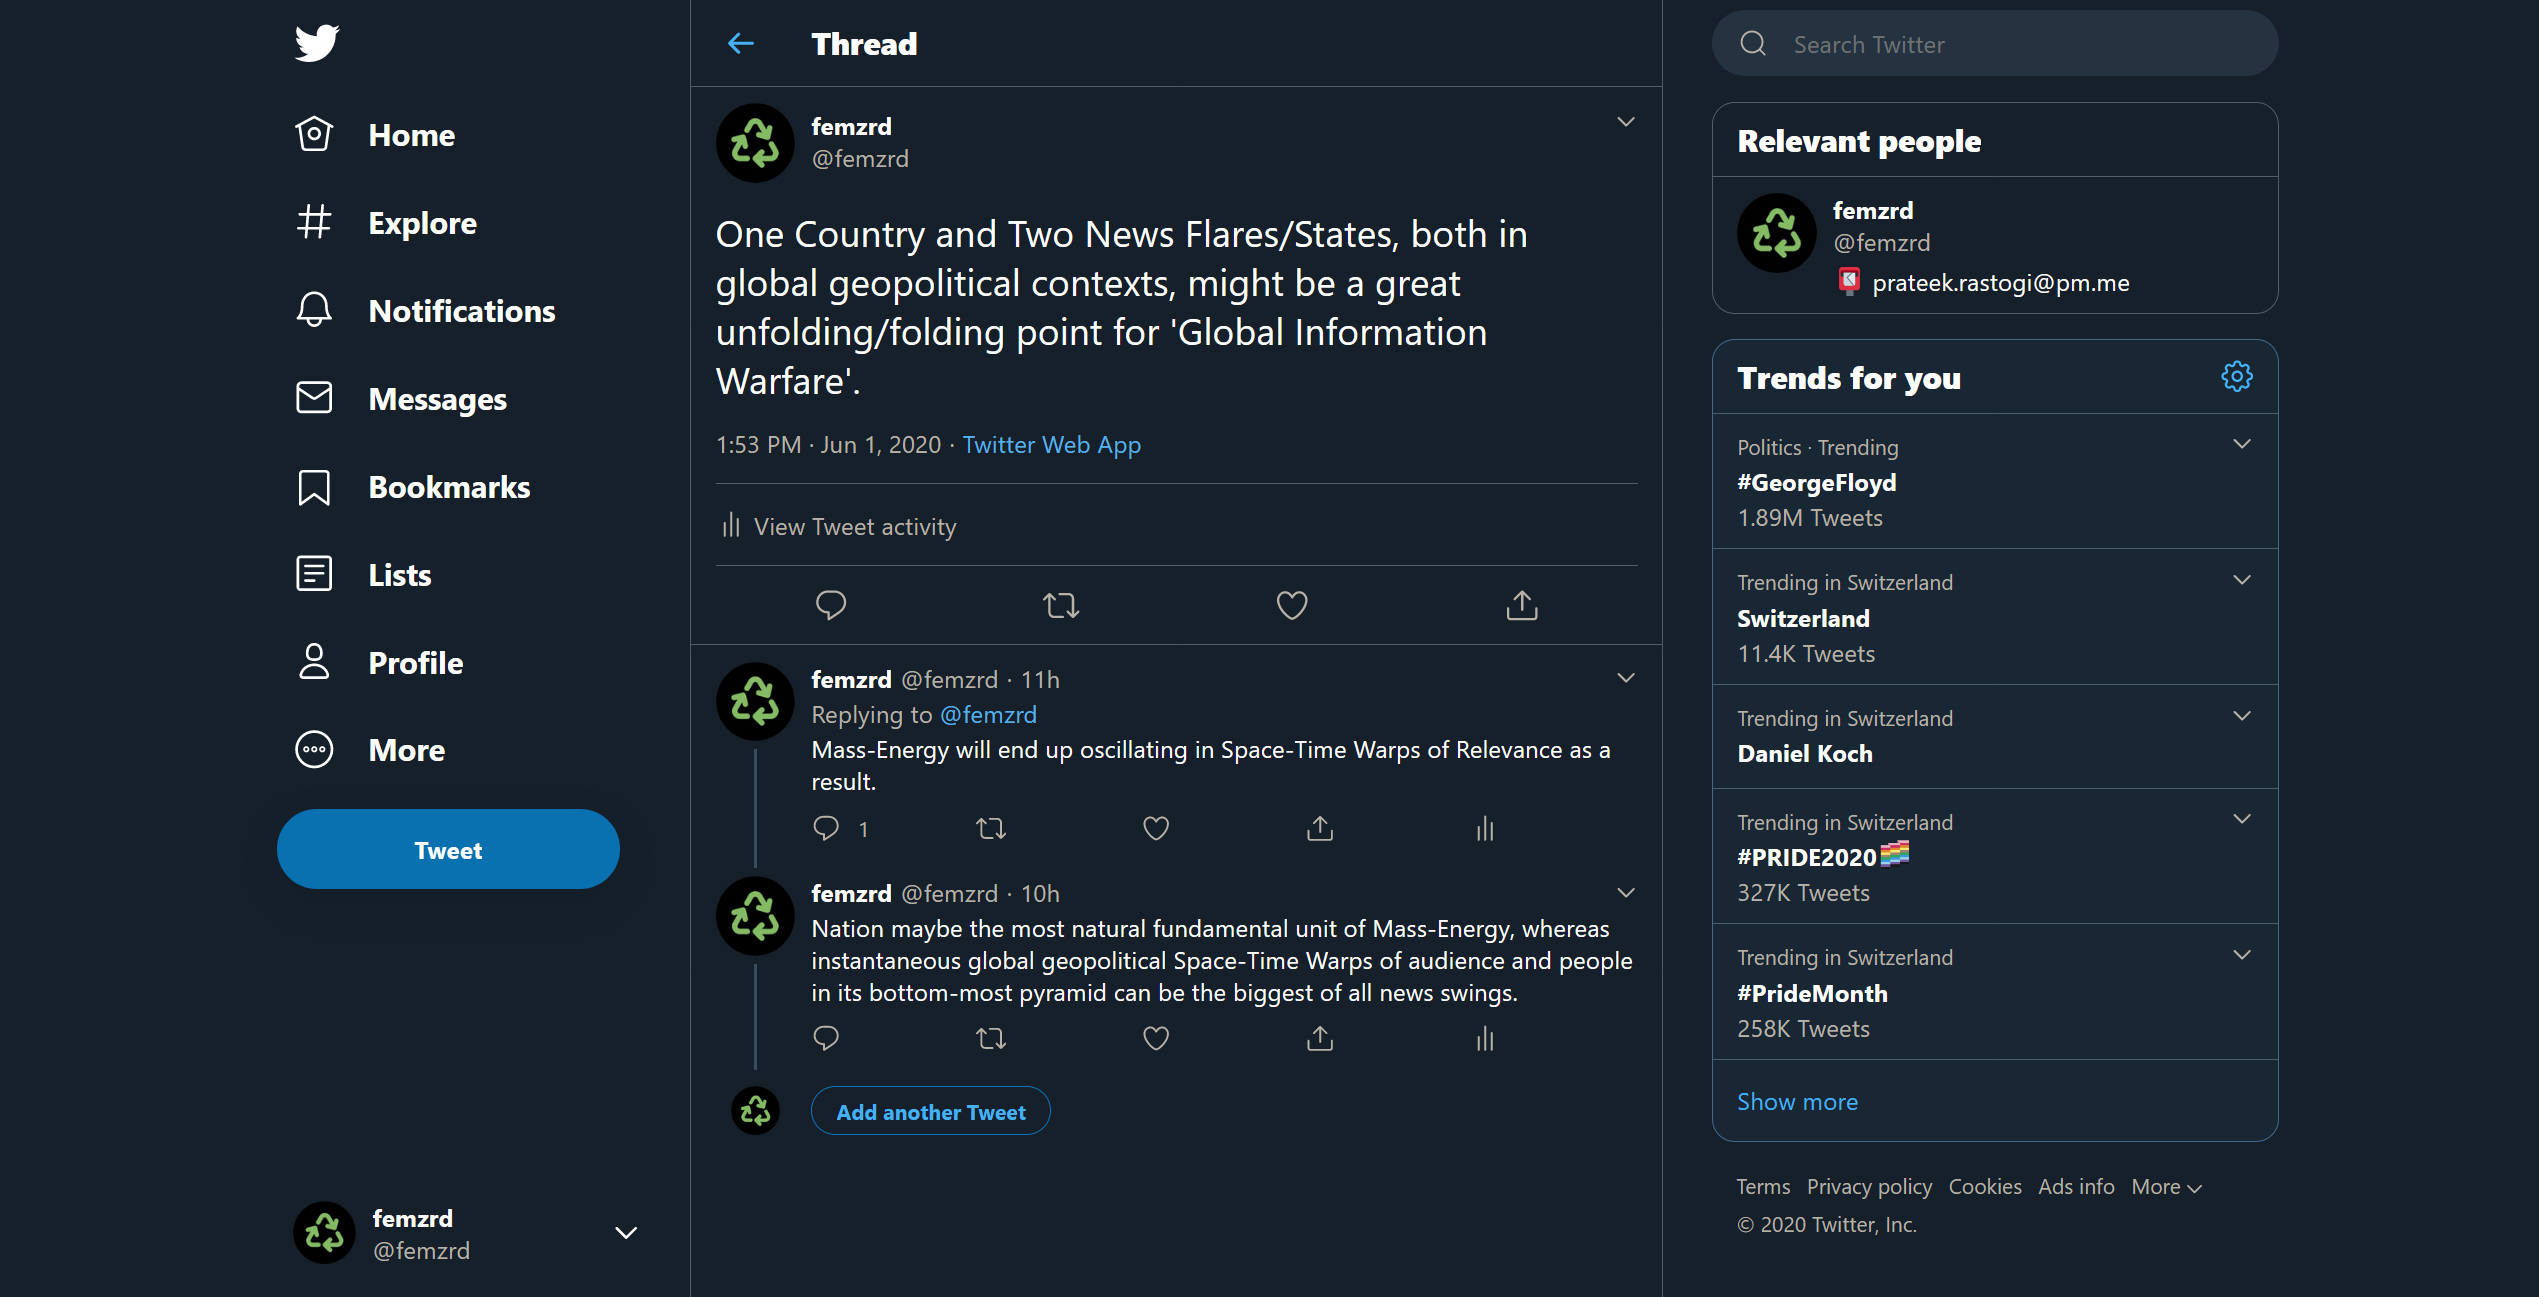 Home
Explore
Notifications
Messages
Bookmarks
Lists
Profile
More
Tweet
femzrd
@femzrd
Thread
femzrd
@femzrd
One Country and Two News Flares/States, both in
global geopolitical contexts, might be a great
unfolding/folding point for 'Global Information
Warfare'.
1:53 PM · Jun 1, 2020 · Twitter Web App
View Tweet activity
femzrd @femzrd · 11h
Replying to @femzrd
Mass-Energy will end up oscillating in Space-Time Warps of Relevance as a
result.
1
femzrd @femzrd · 10h
Nation maybe the most natural fundamental unit of Mass-Energy, whereas
instantaneous global geopolitical Space-Time Warps of audience and people
in its bottom-most pyramid can be the biggest of all news swings.
Add another Tweet
Search Twitter
Relevant people
femzrd
@femzrd
prateek.rastogi@pm.me
Trends for you
Politics · Trending
#GeorgeFloyd
1.89M Tweets
Trending in Switzerland
Switzerland
11.4K Tweets
Trending in Switzerland
Daniel Koch
Trending in Switzerland
#PRIDE2020
327K Tweets
Trending in Switzerland
#PrideMonth
258K Tweets
Show more
Terms Privacy policy Cookies Ads info More
© 2020 Twitter, Inc.